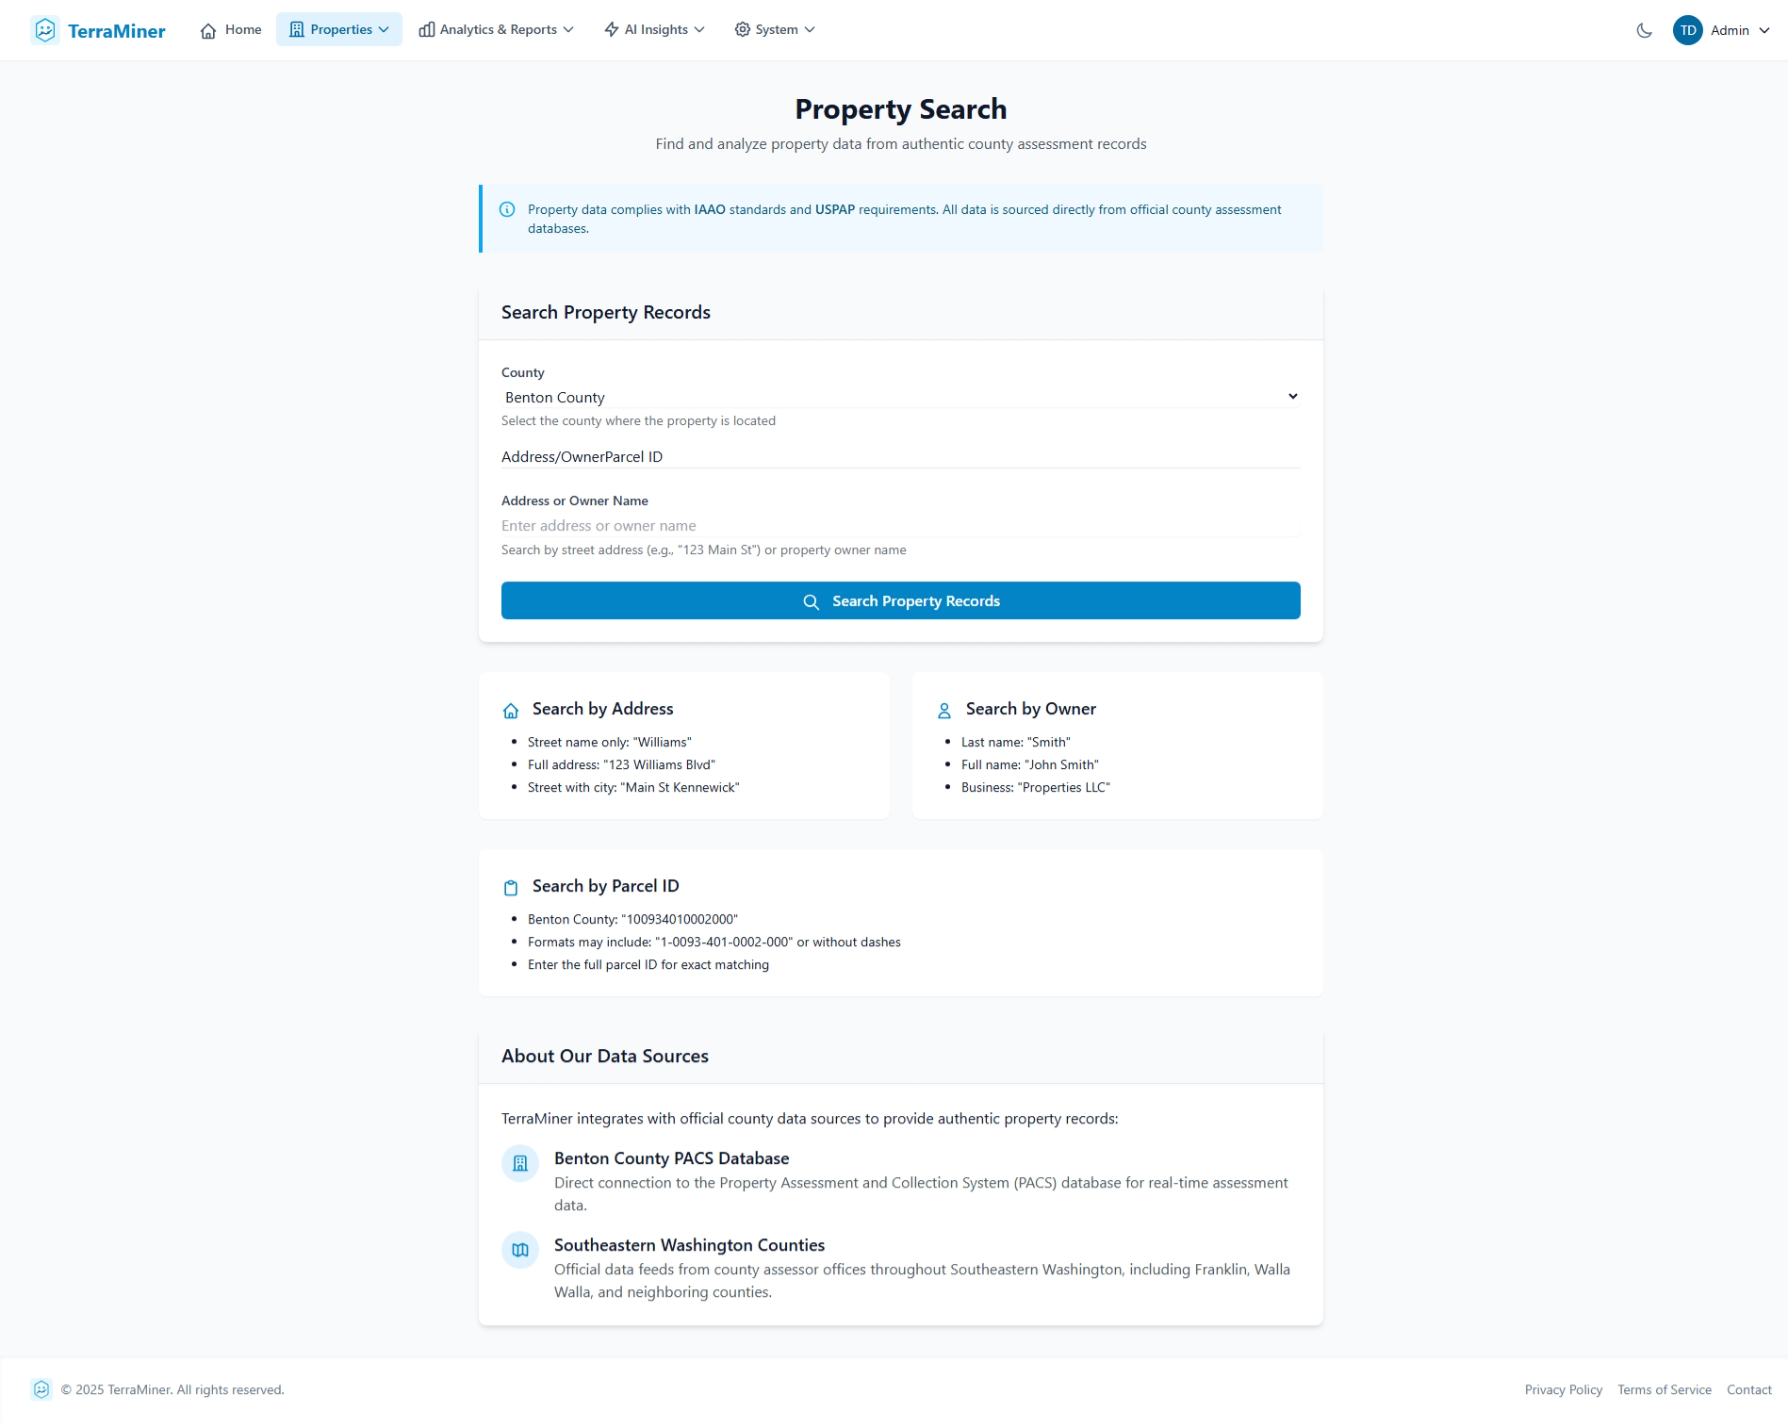 TerraMiner
Home
Properties
Analytics & Reports
AI Insights
System
TD
Admin
Property Search
Find and analyze property data from authentic county assessment records
Property data complies with IAAO standards and USPAP requirements. All data is sourced directly from official county assessment
databases.
Search Property Records
County
Benton County
Select the county where the property is located
Address/OwnerParcel ID
Address or Owner Name
Enter address or owner name
Search by street address (e.g., "123 Main St") or property owner name
Search Property Records
Search by Address
Street name only: "Williams"
Full address: "123 Williams Blvd"
Street with city: "Main St Kennewick"
Search by Owner
Last name: "Smith"
Full name: "John Smith"
Business: "Properties LLC"
Search by Parcel ID
Benton County: "100934010002000"
Formats may include: "1-0093-401-0002-000" or without dashes
Enter the full parcel ID for exact matching
About Our Data Sources
TerraMiner integrates with official county data sources to provide authentic property records:
Benton County PACS Database
Direct connection to the Property Assessment and Collection System (PACS) database for real-time assessment
data.
Southeastern Washington Counties
Official data feeds from county assessor offices throughout Southeastern Washington, including Franklin, Walla
Walla, and neighboring counties.
© 2025 TerraMiner. All rights reserved.
Privacy Policy
Terms of Service
Contact